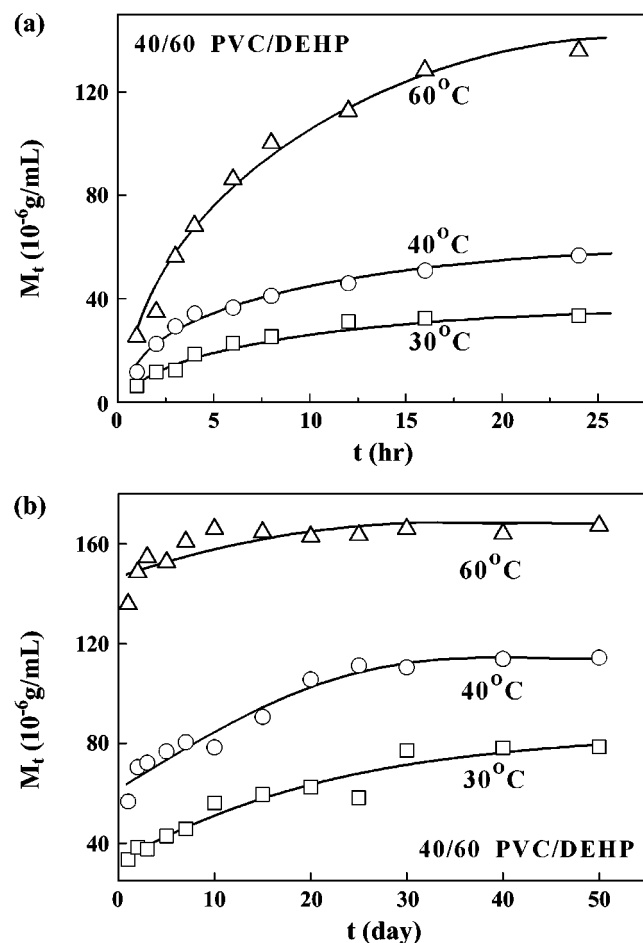 (a)
40/60 PVC/DEHP
120
80
40
0
60°C
40°C
30°C
0 5 10 15 20 25
t (hr)
M_t (10⁻⁶g/mL)
(b)
160
120
80
40
60°C
40°C
30°C
40/60 PVC/DEHP
0 10 20 30 40 50
t (day)
M_t (10⁻⁶g/mL)